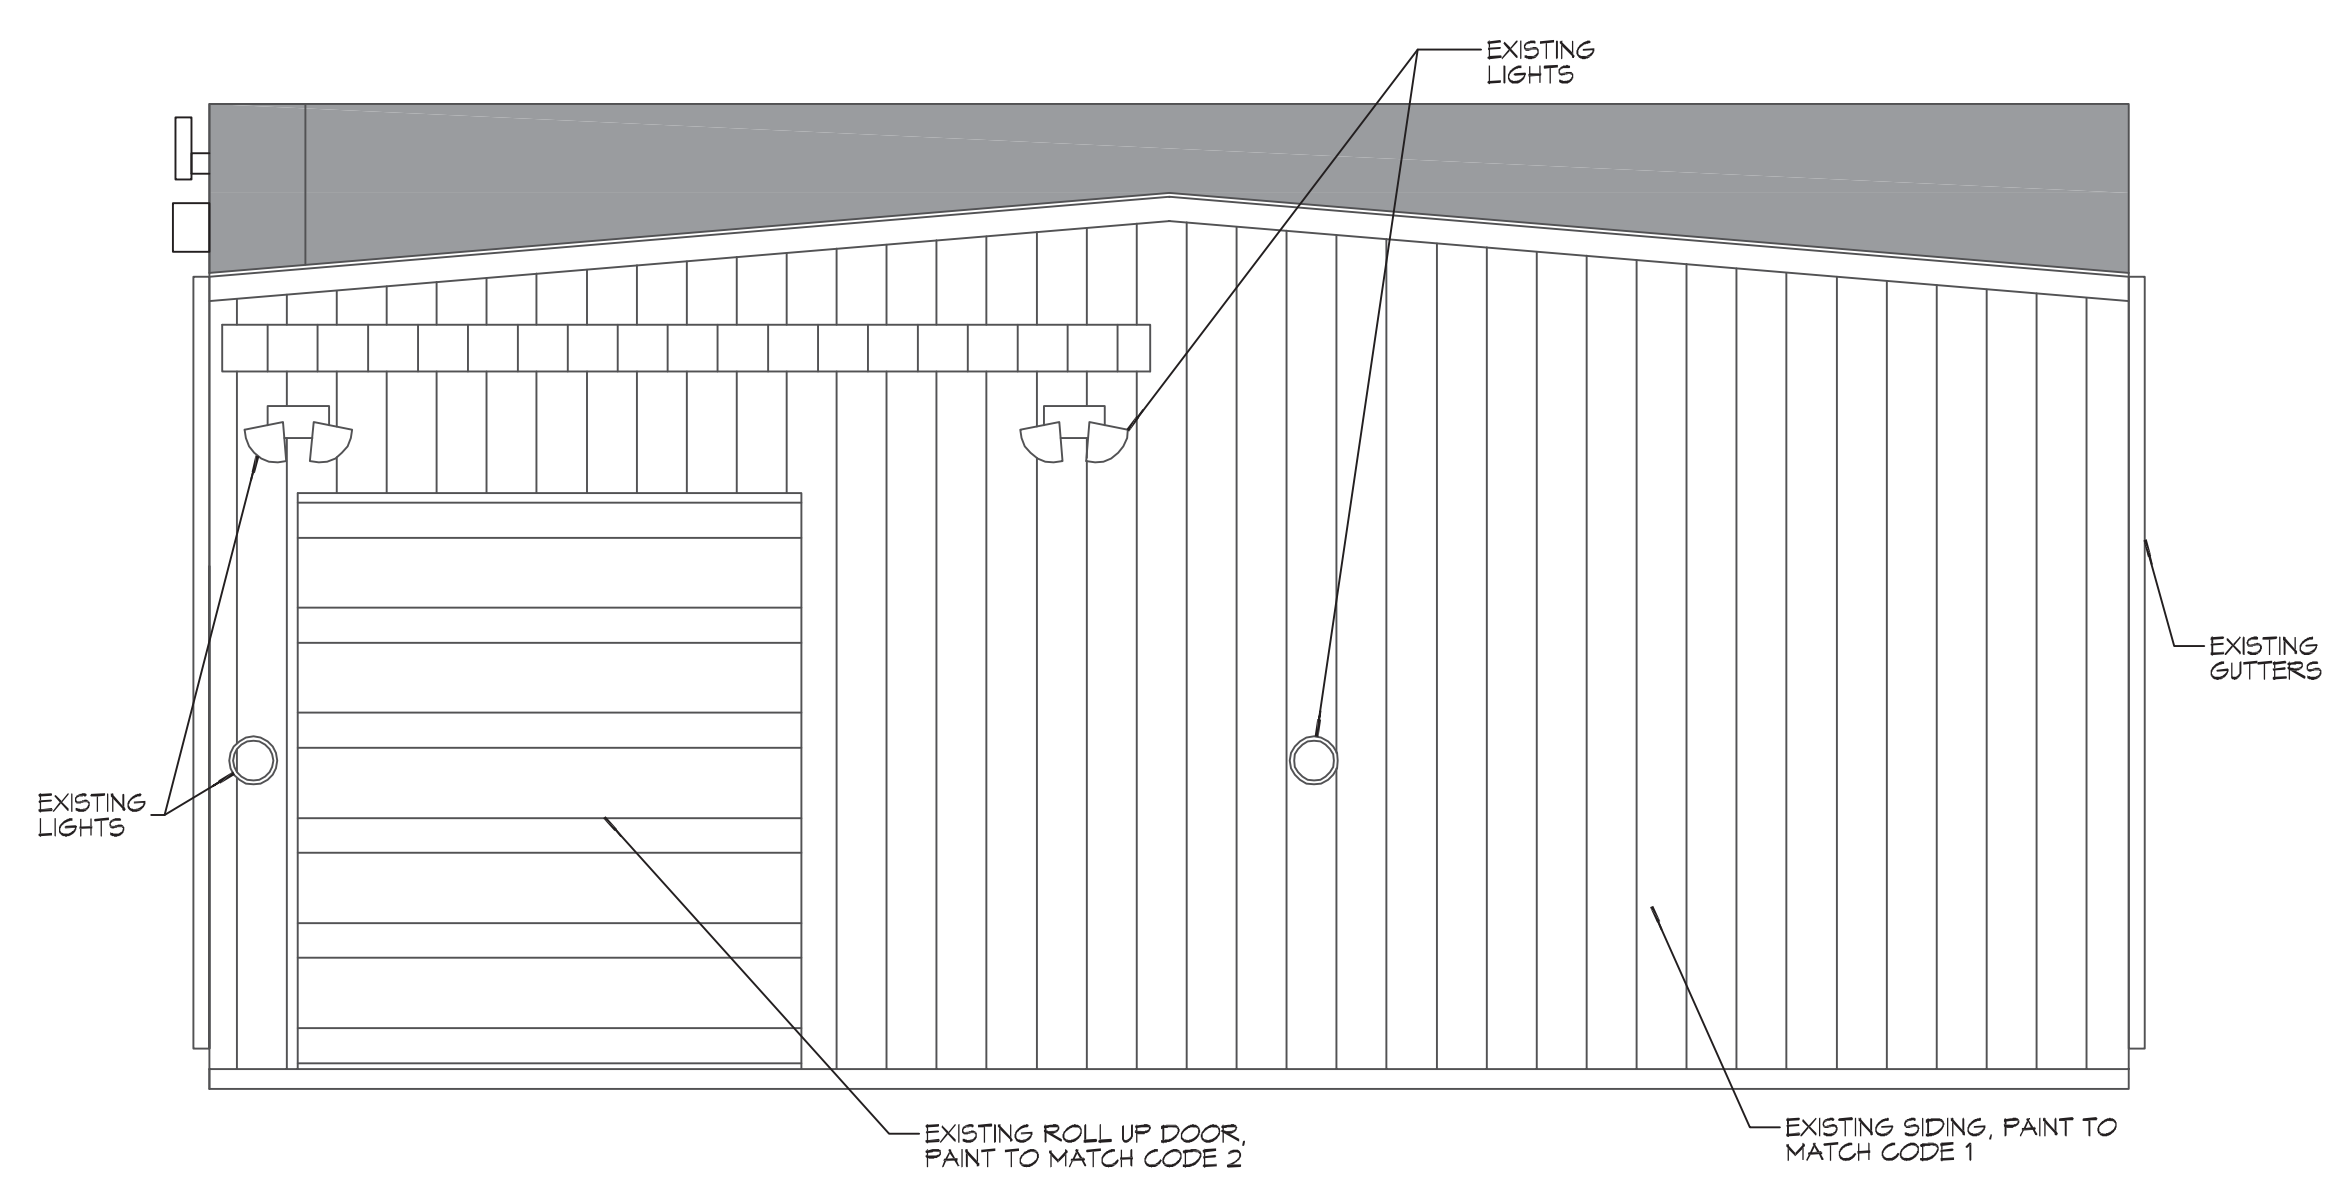 EXISTING
LIGHTS
EXISTING
GUTTERS
EXISTING
LIGHTS
EXISTING ROLL UP DOOR,
PAINT TO MATCH CODE 2
EXISTING SIDING, PAINT TO
MATCH CODE 1